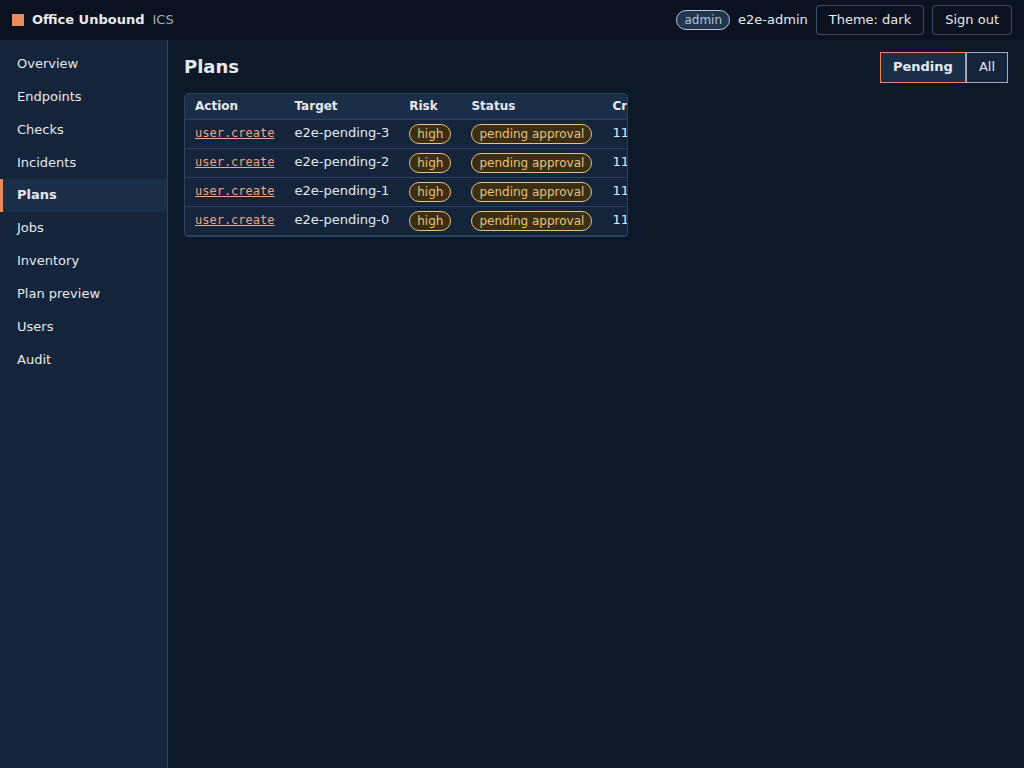 Office Unbound ICS admin e2e-admin Theme: dark Sign out
Overview
Endpoints
Checks
Incidents
Plans
Jobs
Inventory
Plan preview
Users
Audit
Plans Pending All
Action Target Risk Status Cr
user.create e2e-pending-3 high pending approval 11
user.create e2e-pending-2 high pending approval 11
user.create e2e-pending-1 high pending approval 11
user.create e2e-pending-0 high pending approval 11